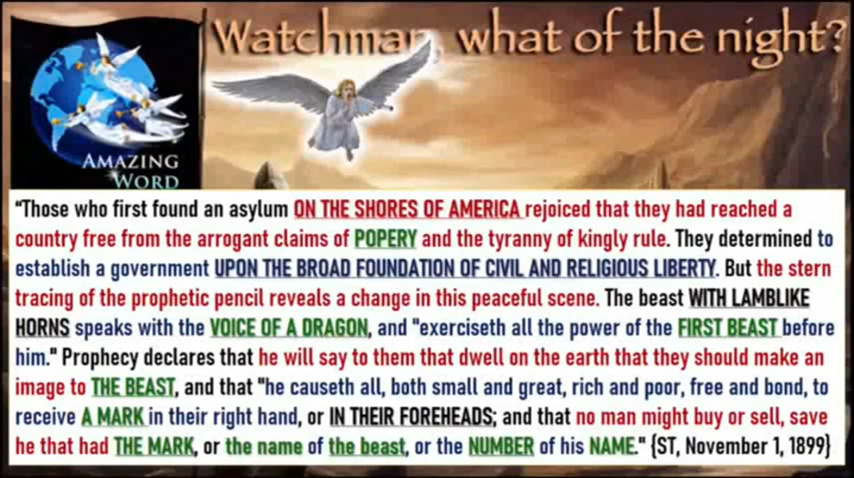 Watchman, what of the night?
AMAZING
WORD
“Those who first found an asylum ON THE SHORES OF AMERICA rejoiced that they had reached a
country free from the arrogant claims of POPERY and the tyranny of kingly rule. They determined to
establish a government UPON THE BROAD FOUNDATION OF CIVIL AND RELIGIOUS LIBERTY. But the stern
tracing of the prophetic pencil reveals a change in this peaceful scene. The beast WITH LAMBLIKE
HORNS speaks with the VOICE OF A DRAGON, and "exerciseth all the power of the FIRST BEAST before
him." Prophecy declares that he will say to them that dwell on the earth that they should make an
image to THE BEAST, and that "he causeth all, both small and great, rich and poor, free and bond, to
receive A MARK in their right hand, or IN THEIR FOREHEADS; and that no man might buy or sell, save
he that had THE MARK, or the name of the beast, or the NUMBER of his NAME." {ST, November 1, 1899}